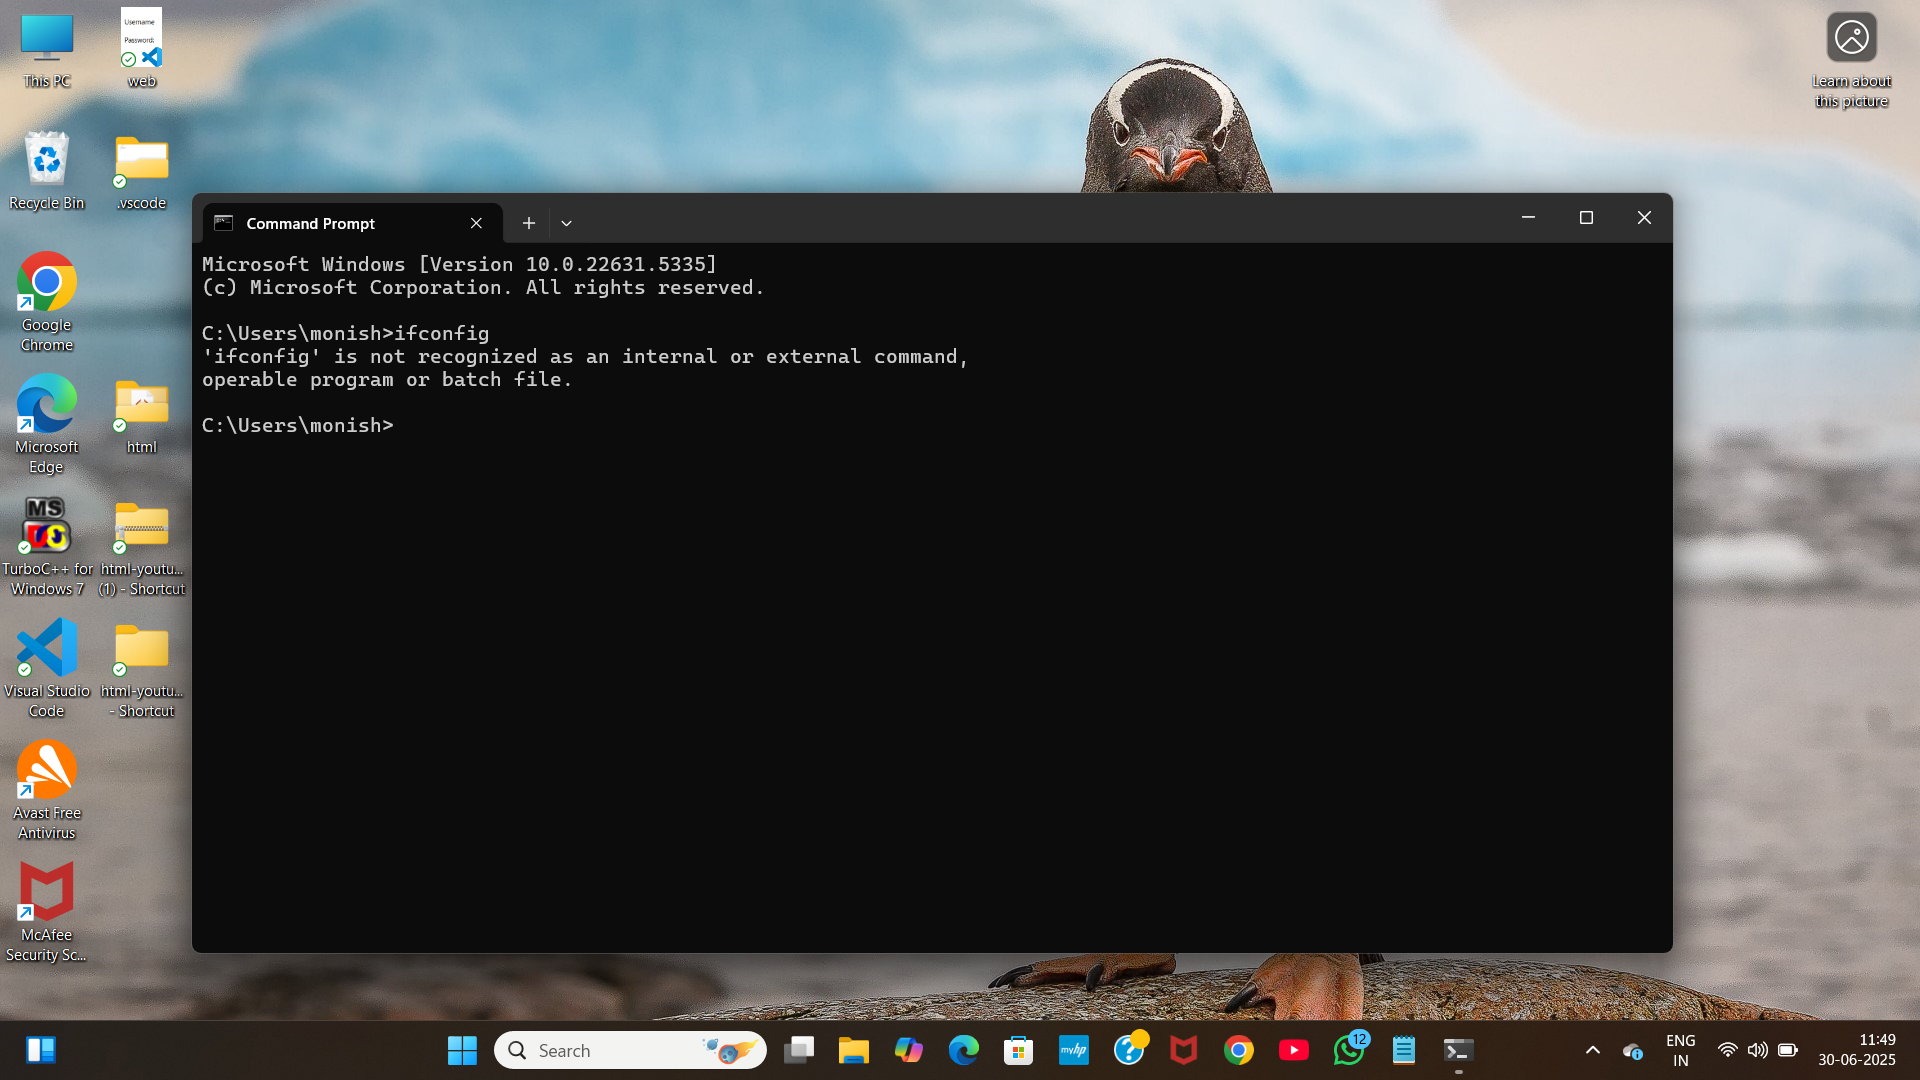 This PC
Username
Password:
web
Recycle Bin
.vscode
Google
Chrome
Microsoft
Edge
html
MS
TurboC++ for
Windows 7
html-youtu...
(1) - Shortcut
Visual Studio
Code
html-youtu...
- Shortcut
Avast Free
Antivirus
McAfee
Security Sc...
Learn about
this picture
Command Prompt
Microsoft Windows [Version 10.0.22631.5335]
(c) Microsoft Corporation. All rights reserved.
C:\Users\monish>ifconfig
'ifconfig' is not recognized as an internal or external command,
operable program or batch file.
C:\Users\monish>
Search
myhp
12
ENG
IN
11:49
30-06-2025